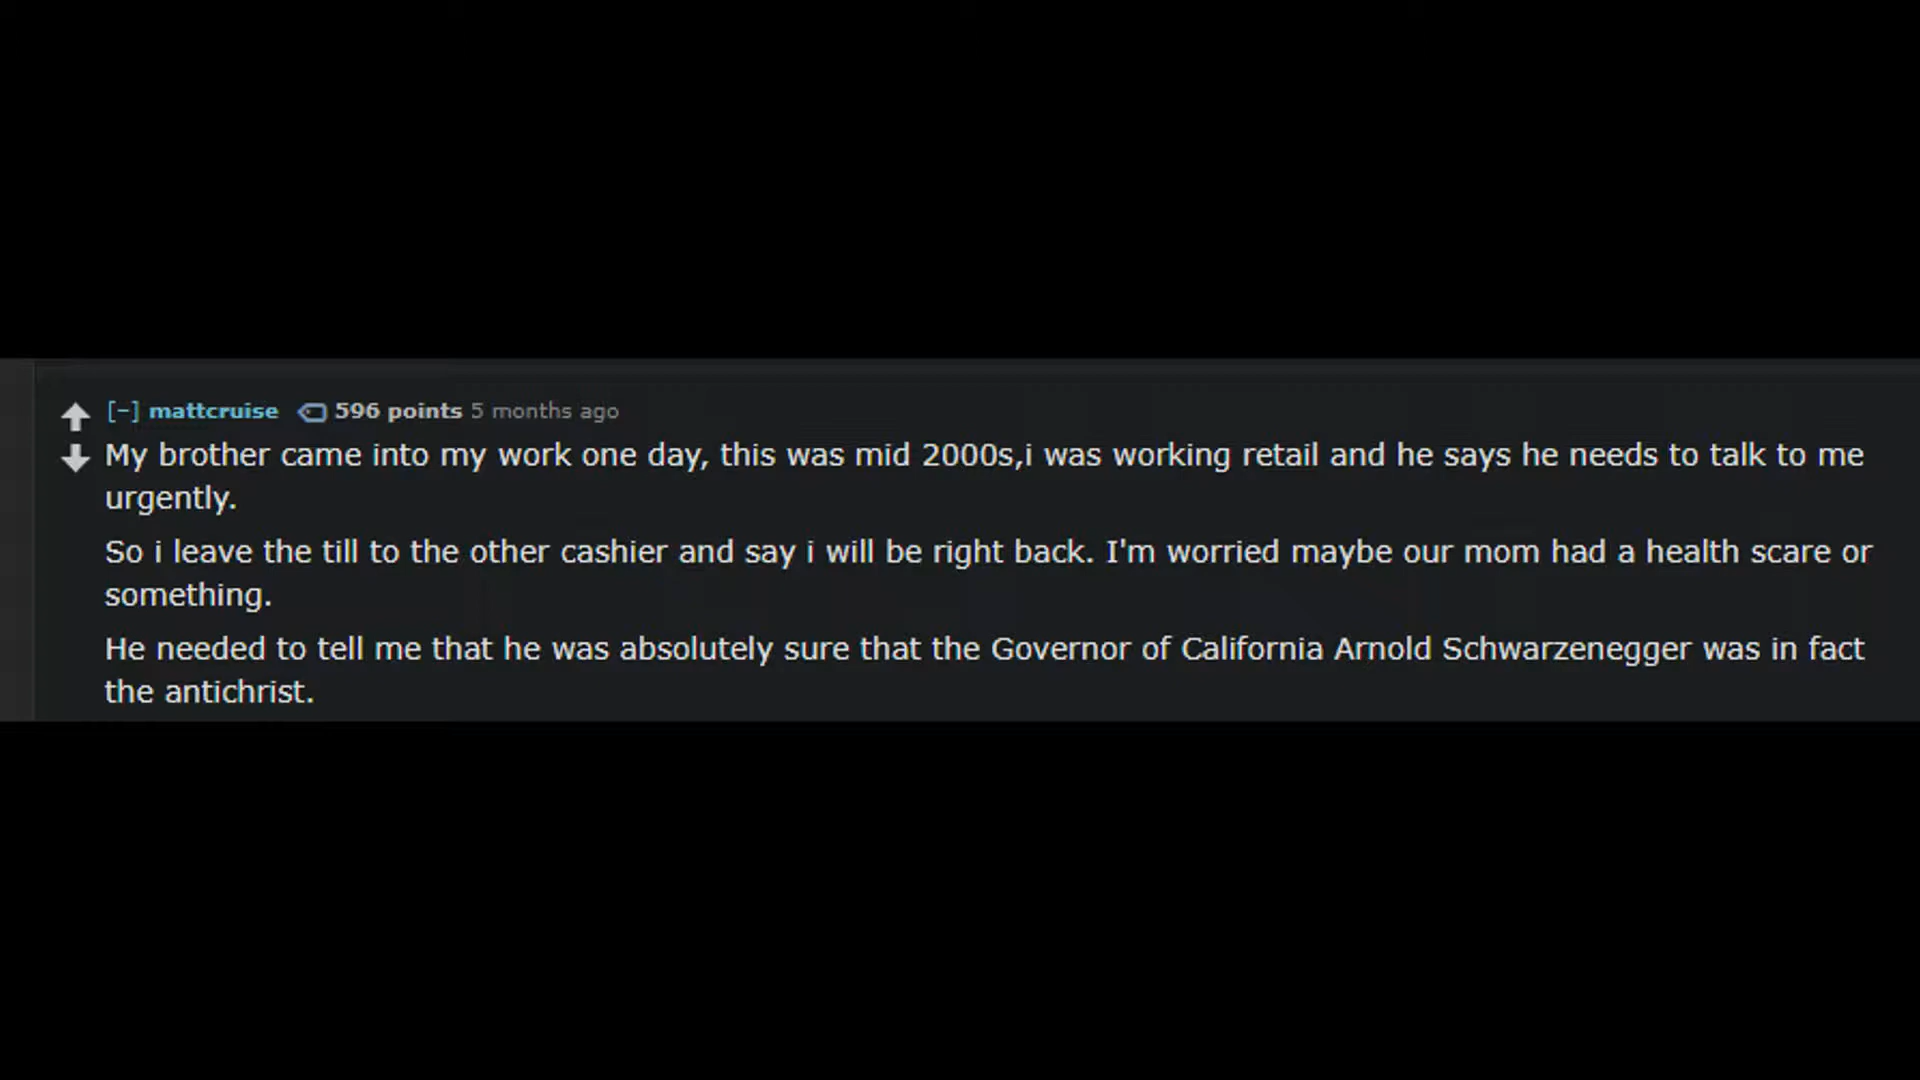 [−] mattcruise 596 points 5 months ago
My brother came into my work one day, this was mid 2000s,i was working retail and he says he needs to talk to me
urgently.
So i leave the till to the other cashier and say i will be right back. I'm worried maybe our mom had a health scare or
something.
He needed to tell me that he was absolutely sure that the Governor of California Arnold Schwarzenegger was in fact
the antichrist.